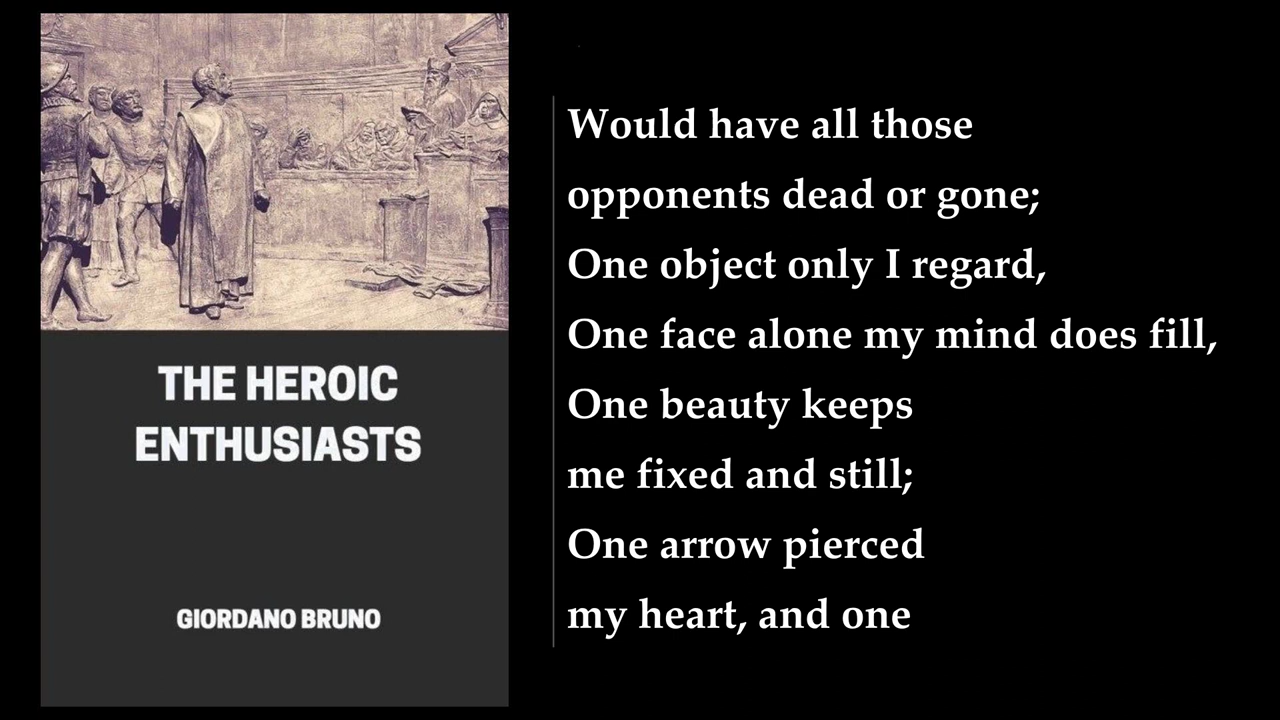 THE HEROIC
ENTHUSIASTS
GIORDANO BRUNO
Would have all those
opponents dead or gone;
One object only I regard,
One face alone my mind does fill,
One beauty keeps
me fixed and still;
One arrow pierced
my heart, and one